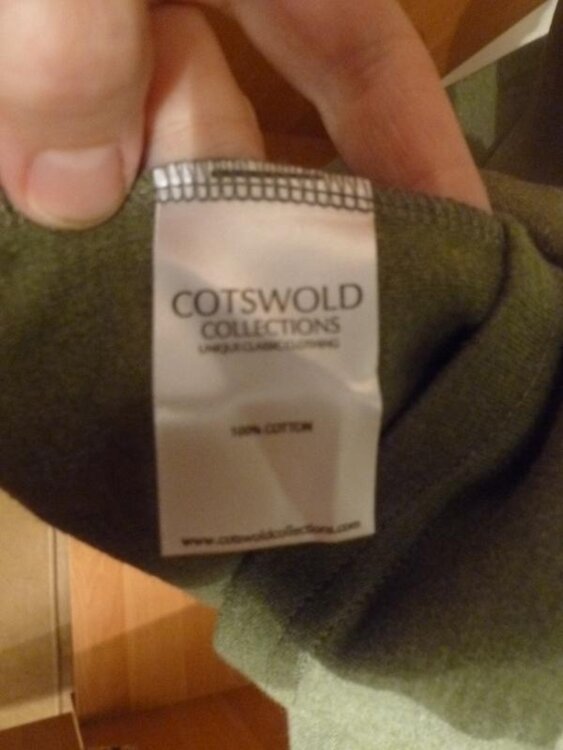 COTSWOLD
COLLECTIONS
UNIQUE CLASSIC CLOTHING
100% COTTON
www.cotswoldcollections.com